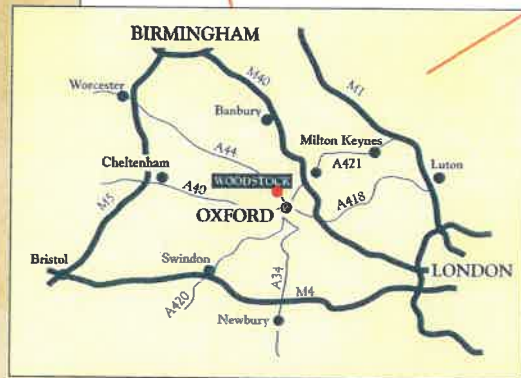 BIRMINGHAM
Worcester
M40
M1
Banbury
A44
Milton Keynes
A421
Cheltenham
WOODSTOCK
Luton
A40
A418
M5
OXFORD
Bristol
Swindon
A34
LONDON
A420
M4
Newbury